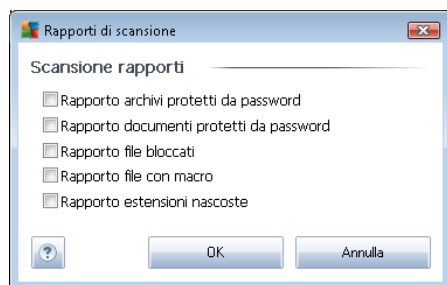 Rapporti di scansione
Scansione rapporti
Rapporto archivi protetti da password
Rapporto documenti protetti da password
Rapporto file bloccati
Rapporto file con macro
Rapporto estensioni nascoste
?
OK
Annulla